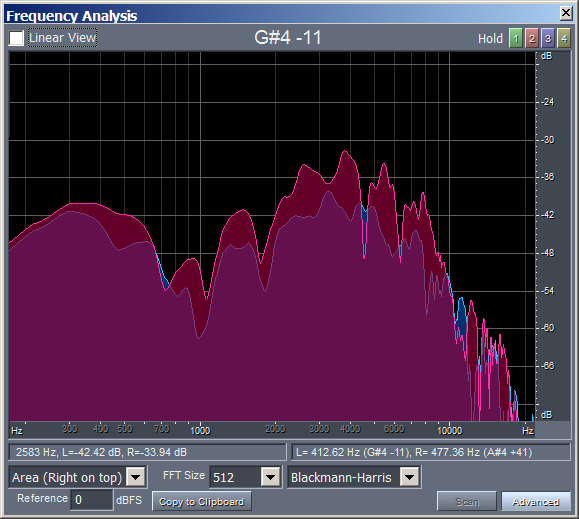 Frequency Analysis
Linear View
G#4 -11
Hold 1 2 3 4
dB
-24
-30
-36
-42
-48
-54
-60
-66
dB
Hz 300 400 500 700 1000 2000 3000 4000 7000 10000 Hz
2583 Hz, L=-42.42 dB, R=-33.94 dB
L= 412.62 Hz (G#4 -11), R= 477.36 Hz (A#4 +41)
Area (Right on top) FFT Size 512 Blackmann-Harris
Reference 0 dBFS Copy to Clipboard Scan Advanced